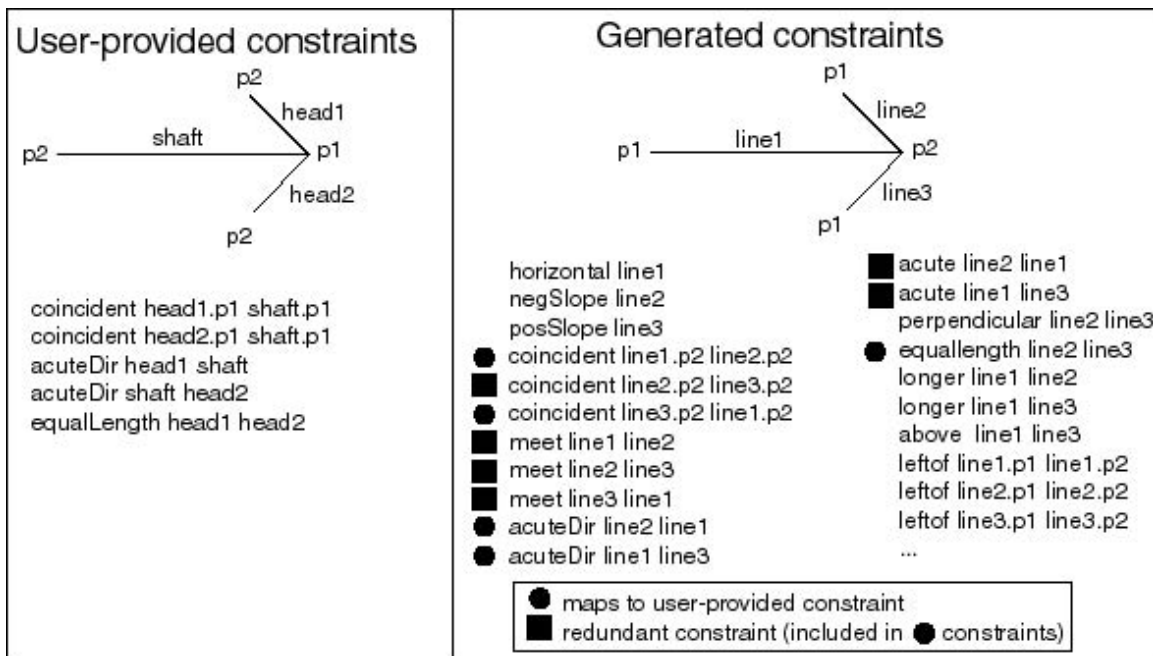 User-provided constraints
p2
head1
shaft
p2
p1
head2
p2
coincident head1.p1 shaft.p1
coincident head2.p1 shaft.p1
acuteDir head1 shaft
acuteDir shaft head2
equalLength head1 head2
Generated constraints
p1
line2
line1
p1
p2
line3
p1
horizontal line1
negSlope line2
posSlope line3
coincident line1.p2 line2.p2
coincident line2.p2 line3.p2
coincident line3.p2 line1.p2
meet line1 line2
meet line2 line3
meet line3 line1
acuteDir line2 line1
acuteDir line1 line3
acute line2 line1
acute line1 line3
perpendicular line2 line3
equallength line2 line3
longer line1 line2
longer line1 line3
above line1 line3
leftof line1.p1 line1.p2
leftof line2.p1 line2.p2
leftof line3.p1 line3.p2
...
maps to user-provided constraint
redundant constraint (included in ● constraints)